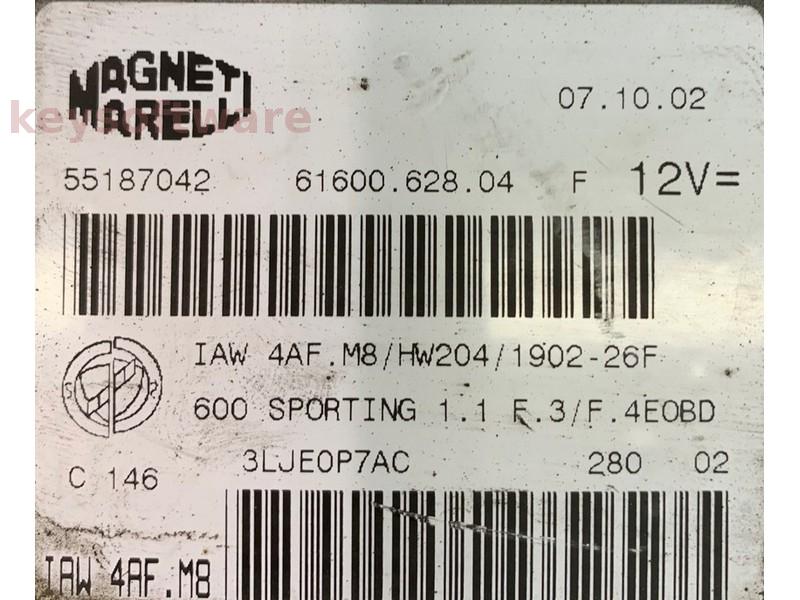 MAGNETI
MARELLI
keysoftware
07.10.02
55187042 61600.628.04 F 12V=
IAW 4AF.M8/HW204/1902-26F
600 SPORTING 1.1 F.3/F.4EOBD
S R
3LJE0P7AC 280 02
C 146
IAW 4AF.M8